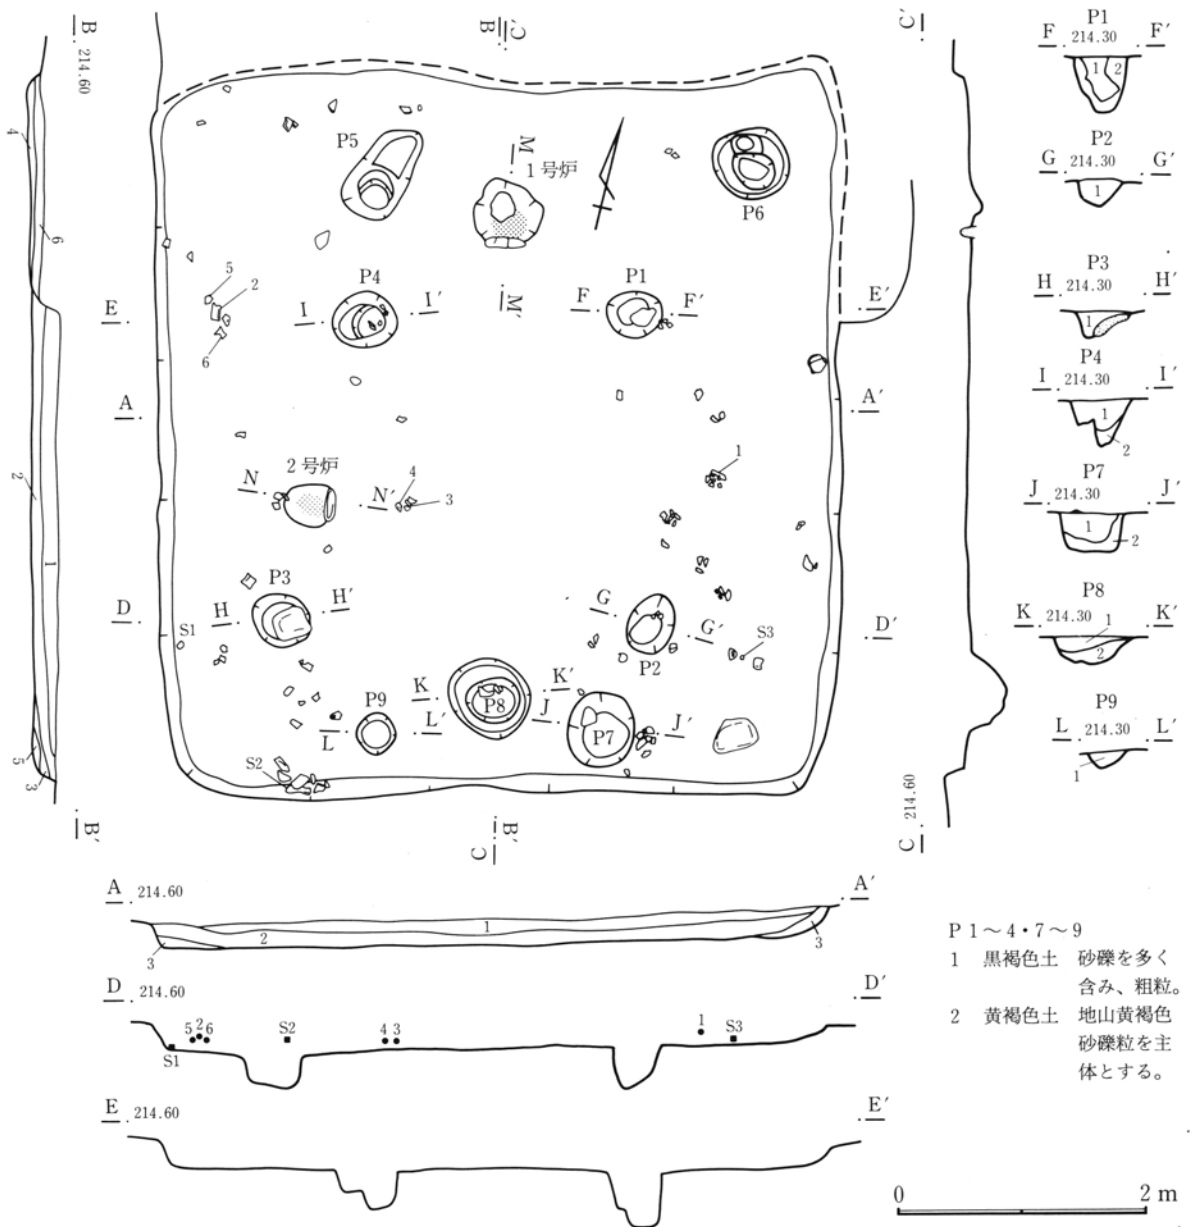 B
214.60
4
6
2
1
5
3
B′
B′
C
C′
P5
M
1号炉
P6
5
2
P4
P1
E
I
I′
M′
F
F′
E′
6
A
A′
2号炉
N
N′
4
3
1
P3
D
H
H′
G
G′
D′
S1
S3
P2
K
K′
P9
P8
J
L
L′
P7
J′
S2
B′
C
C
214.60
P1
F
214.30
F′
1
2
P2
G
214.30
G′
1
P3
H
214.30
H′
1
P4
I
214.30
I′
1
2
P7
J
214.30
J′
1
2
P8
K
214.30
K′
1
2
P9
L
214.30
L′
1
A
214.60
A′
1
2
3
3
D
214.60
D′
5
2
6
S2
4
3
1
S3
S1
E
214.60
E′
P1〜4・7〜9
1 黒褐色土 砂礫を多く
含み、粗粒。
2 黄褐色土 地山黄褐色
砂礫粒を主
体とする。
0
2 m